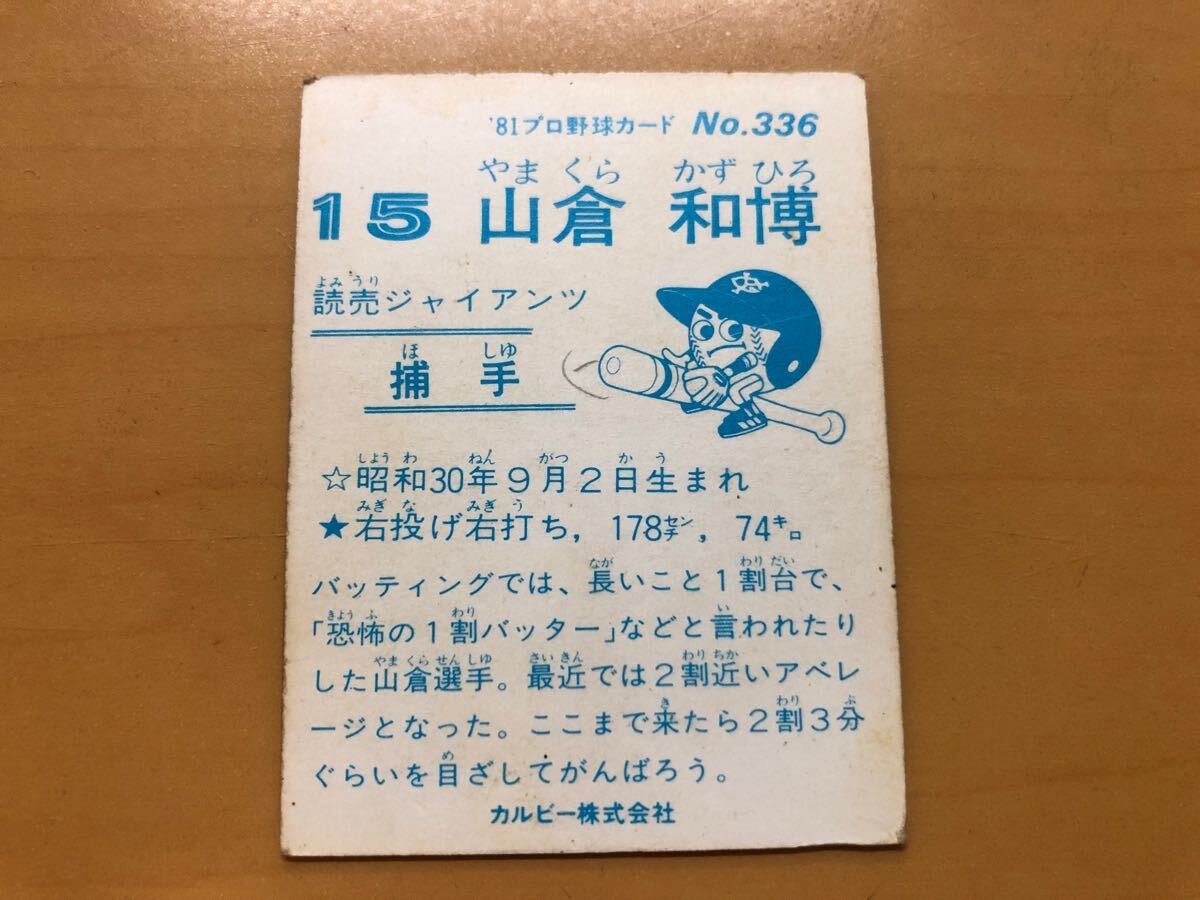 '81プロ野球カード No.336
やま くら かず ひろ
15 山倉 和博
よみ うり
読売ジャイアンツ
ほ しゆ
捕 手
しよう わ ねん がつ か う
☆昭和30年9月2日生まれ
みぎ な みぎ う
★右投げ右打ち,178センチ,74キロ。
なが わり だい
バッティングでは、長いこと1割台で、
きよう ふ わり い
「恐怖の1割バッター」などと言われたり
やま くら せん しゆ さい きん わり ちか
した山倉選手。最近では2割近いアベレ
き わり ぶ
ージとなった。ここまで来たら2割3分
め
ぐらいを目ざしてがんばろう。
カルビー株式会社